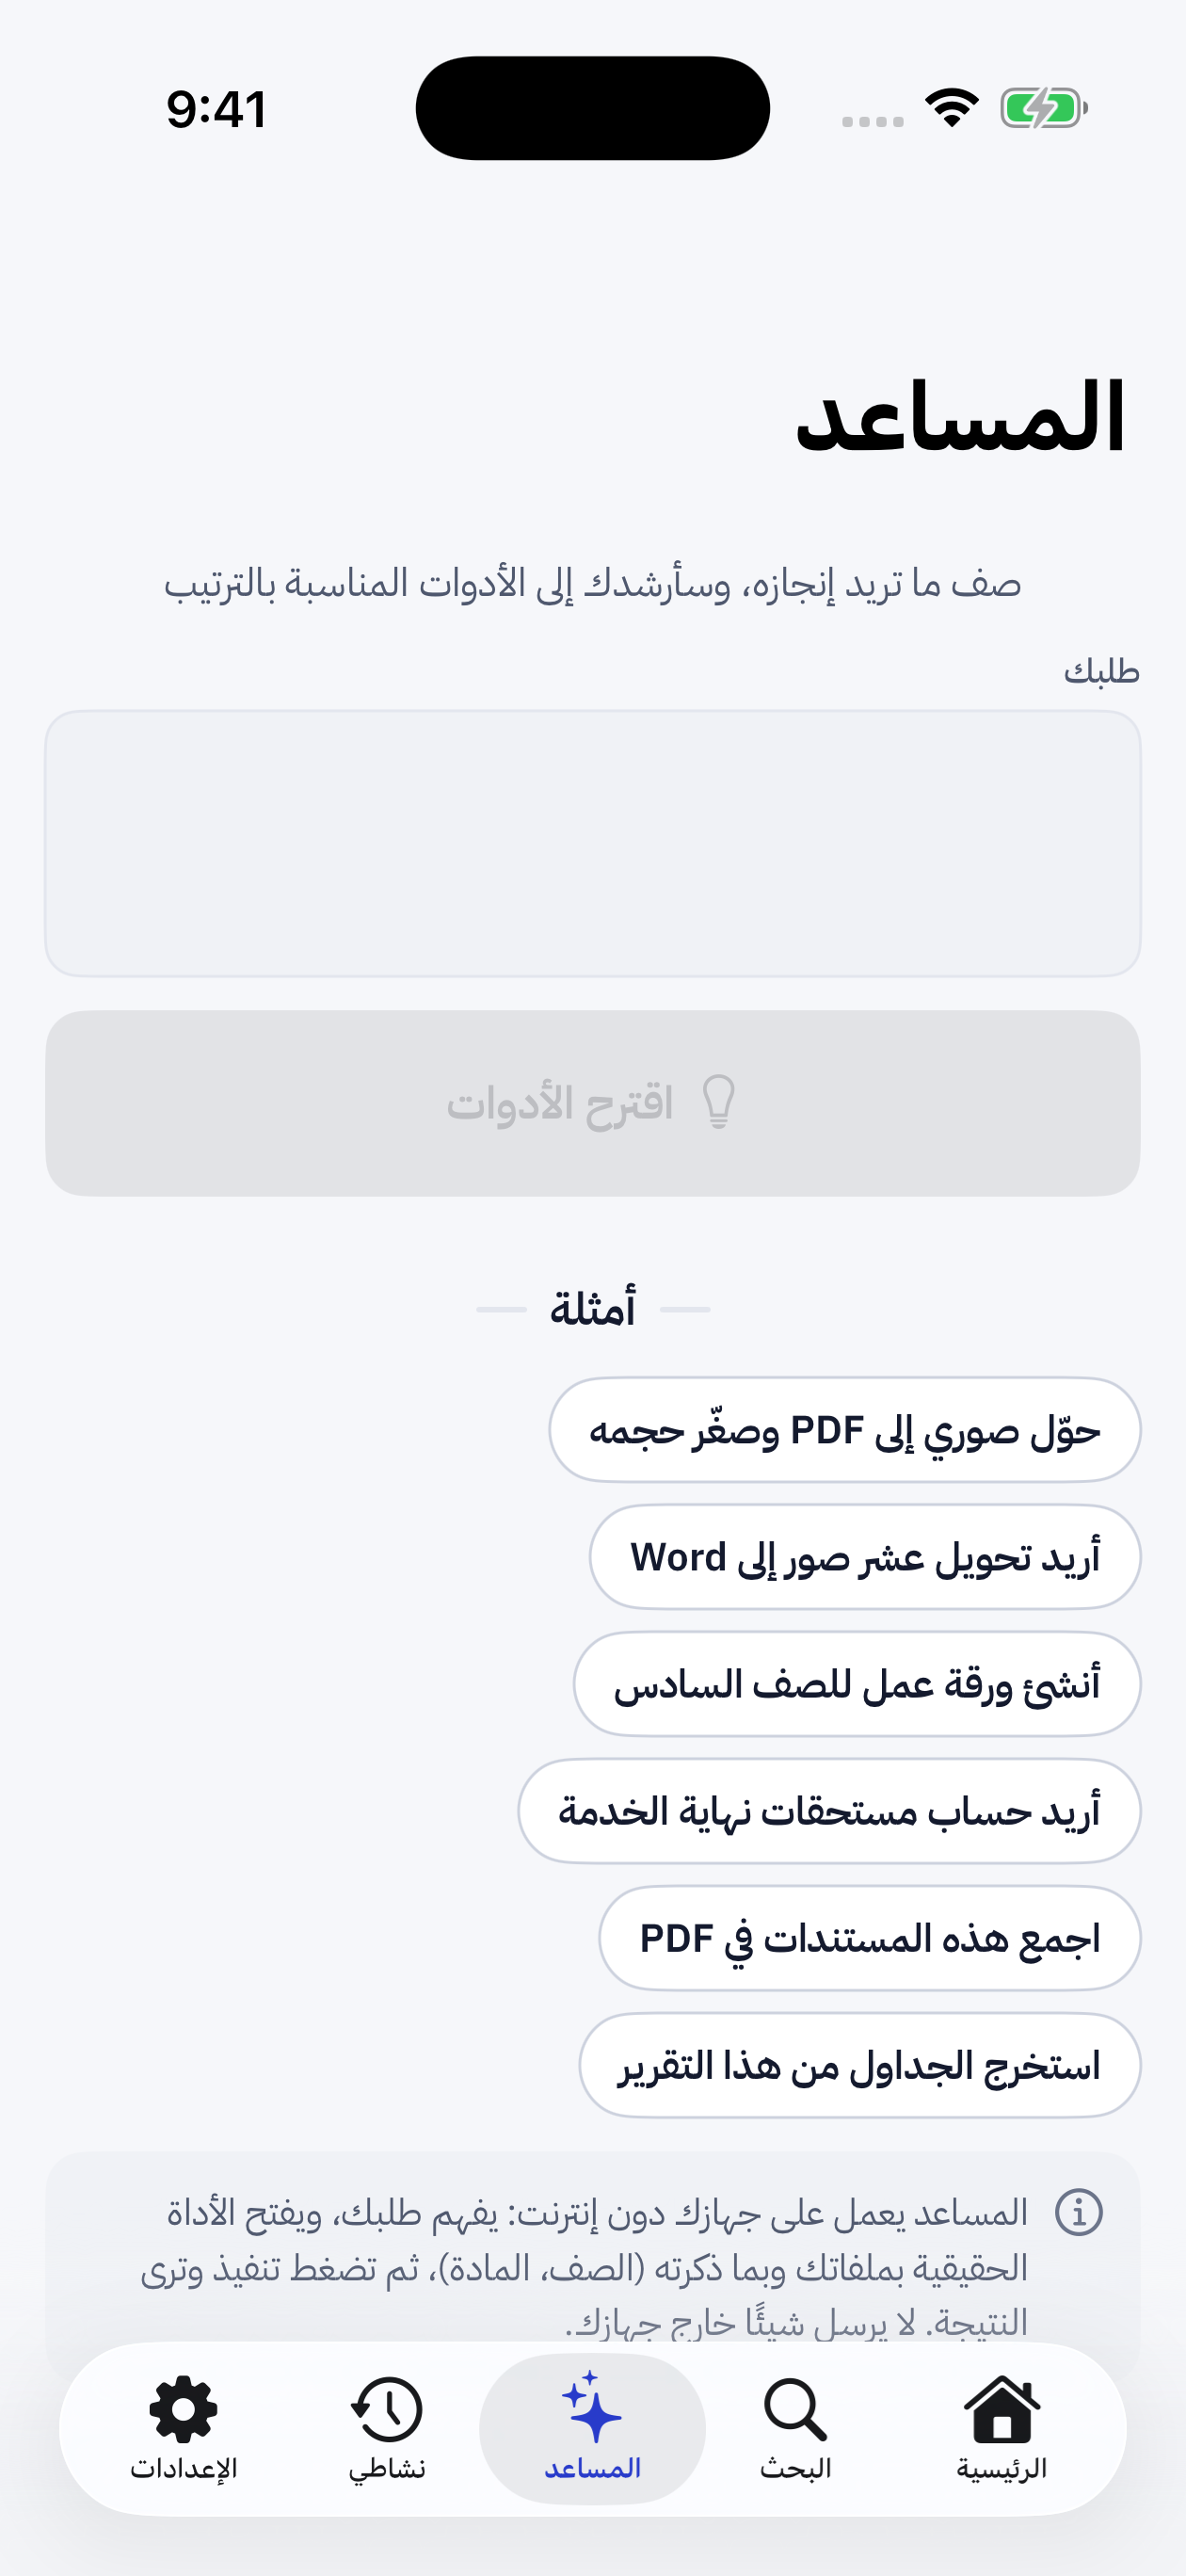 9:41
المساعد
صف ما تريد إنجازه، وسأرشدك إلى الأدوات المناسبة بالترتيب
طلبك
اقترح الأدوات
أمثلة
حوّل صوري إلى PDF وصغّر حجمه
أريد تحويل عشر صور إلى Word
أنشئ ورقة عمل للصف السادس
أريد حساب مستحقات نهاية الخدمة
اجمع هذه المستندات في PDF
استخرج الجداول من هذا التقرير
المساعد يعمل على جهازك دون إنترنت: يفهم طلبك، ويفتح الأداة
الحقيقية بملفاتك وبما ذكرته (الصف، المادة)، ثم تضغط تنفيذ وترى
النتيجة. لا يرسل شيئًا خارج جهازك.
الرئيسية
البحث
المساعد
نشاطي
الإعدادات